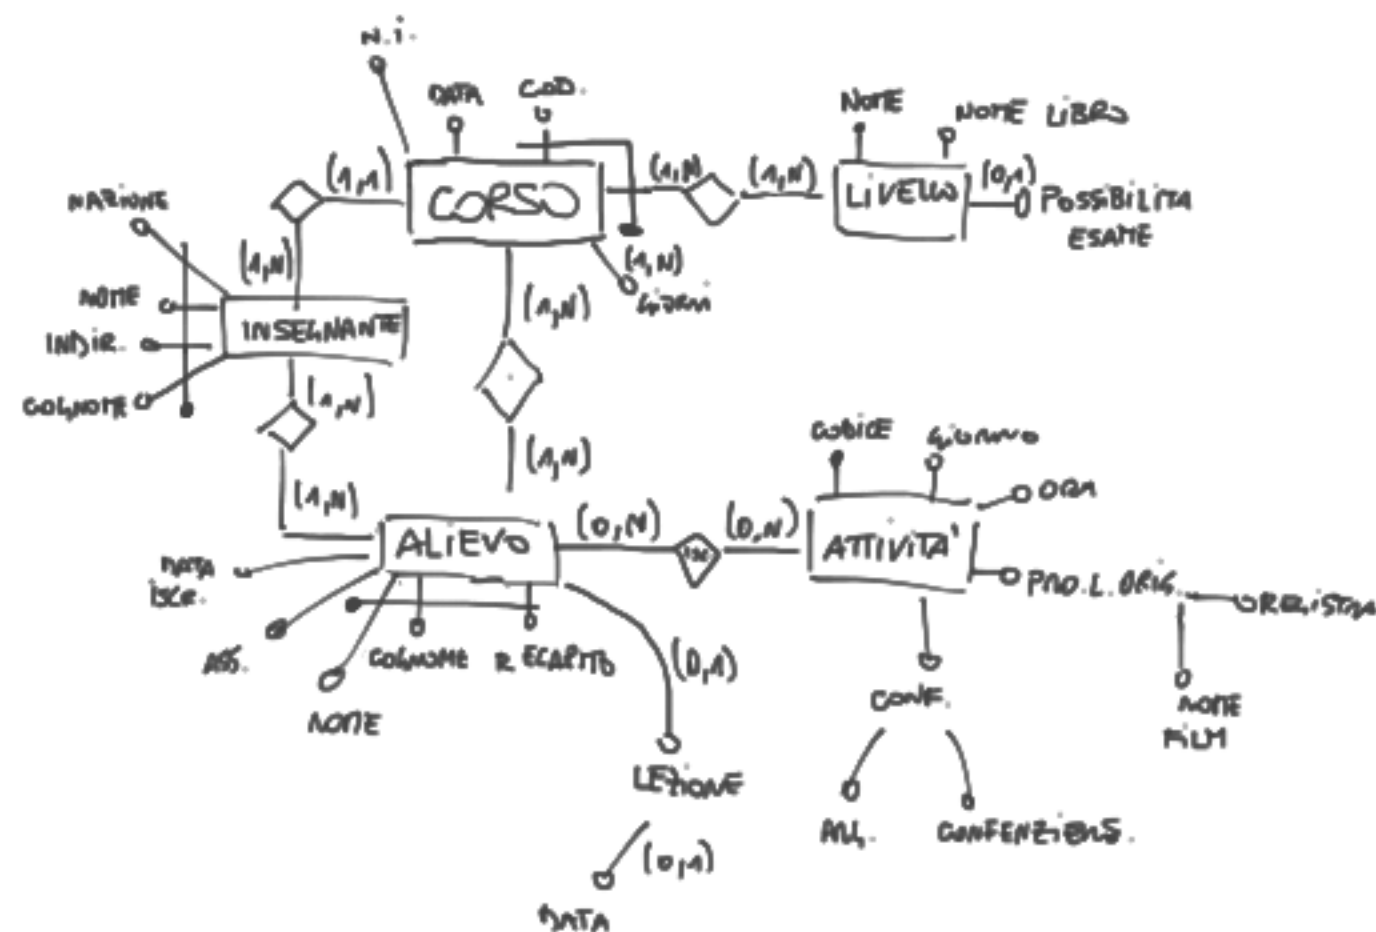 N.i.
DATA
COD.
NOME
NOME LIBRO
(1,1)
CORSO
(1,N)
(1,N)
LIVELLO
(0,1)
POSSIBILITA
ESAME
NAZIONE
(1,N)
(1,N)
GIORNI
NOME
INSEGNANTE
(1,N)
INDIR.
COGNOME
(1,N)
CODICE
GIORNO
(1,N)
(1,N)
ORA
ALIEVO
(0,N)
(0,N)
ATTIVITA'
DATA
ISCR.
PRO.L.ORIG.
REGISTA
ASS.
COGNOME
RECAPITO
(0,1)
NOME
CONF.
NOME
FILM
LEZIONE
(0,1)
DATA